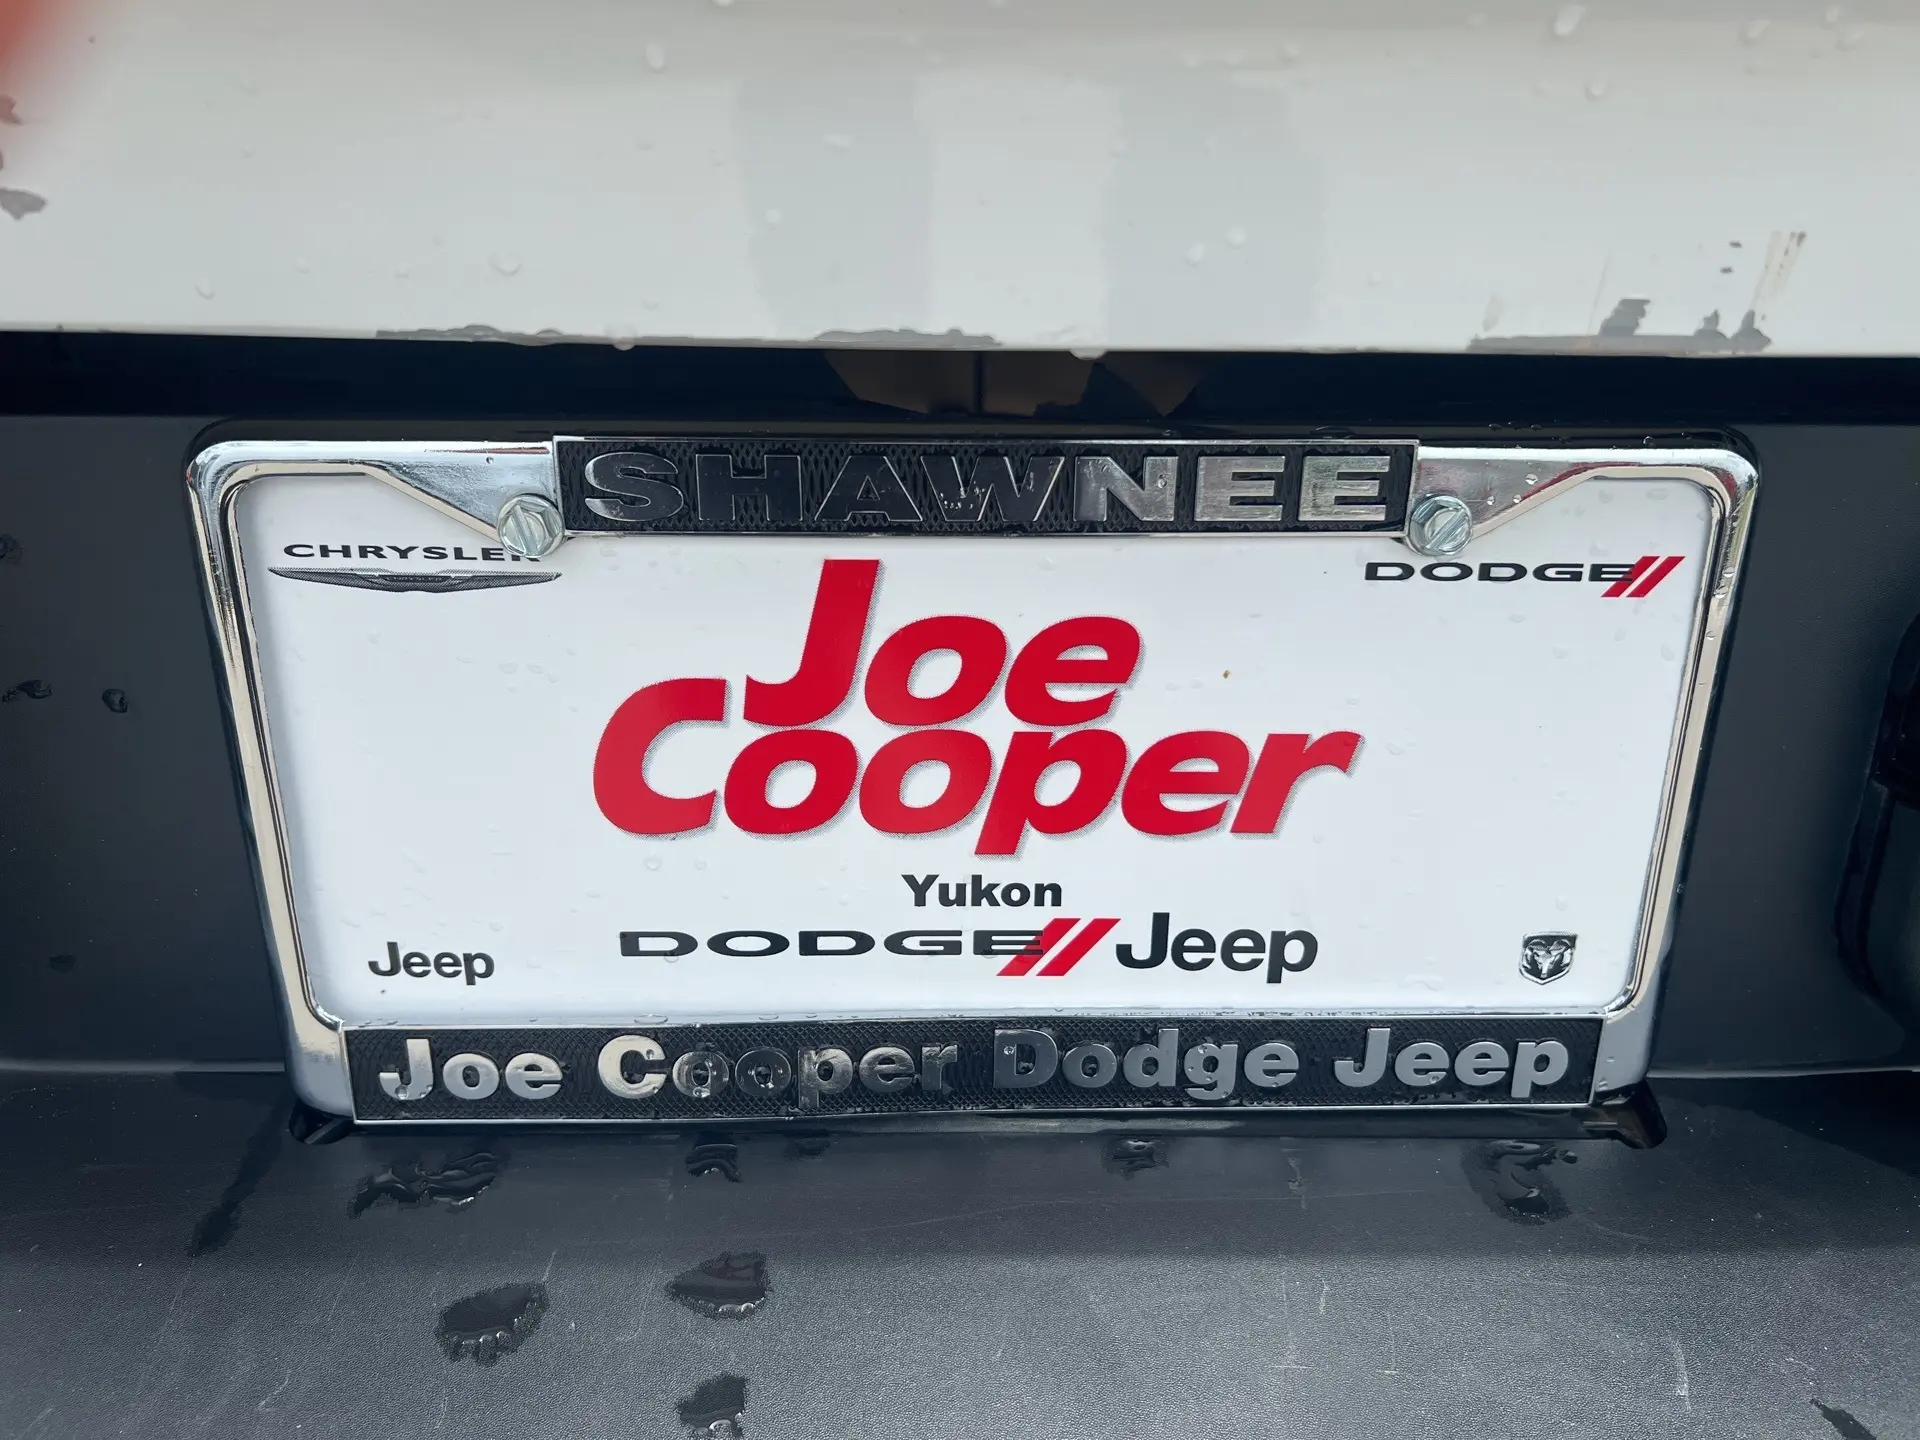 SHAWNEE
CHRYSLER
DODGE
Joe
Cooper
Yukon
DODGE Jeep
Jeep
Joe Cooper Dodge Jeep